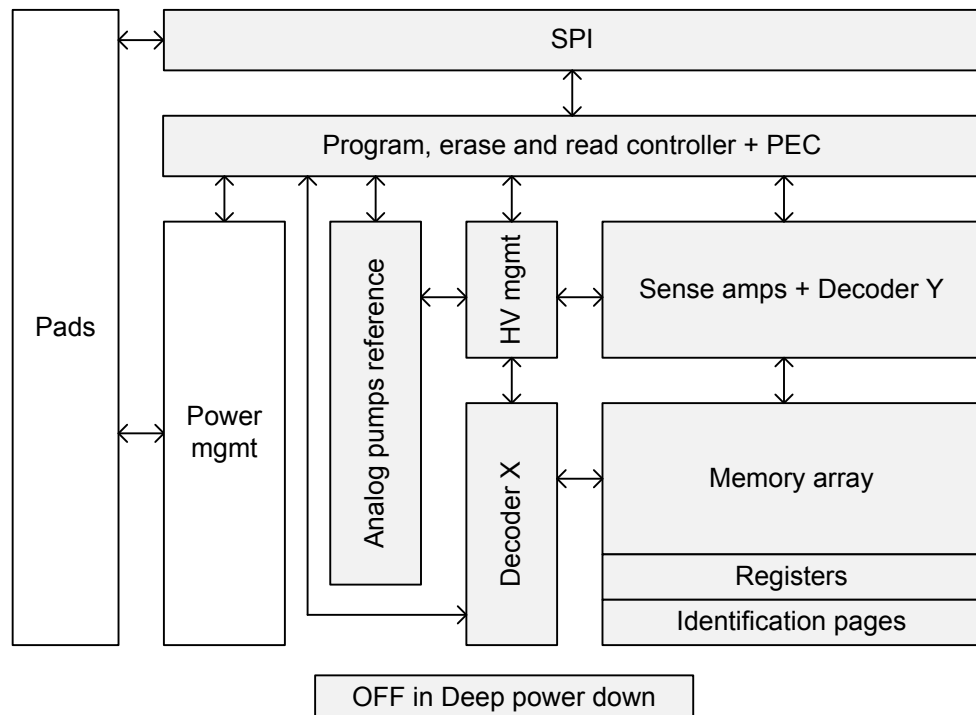 SPI
Program, erase and read controller + PEC
Pads
Power
mgmt
Analog pumps reference
HV mgmt
Sense amps + Decoder Y
Decoder X
Memory array
Registers
Identification pages
OFF in Deep power down